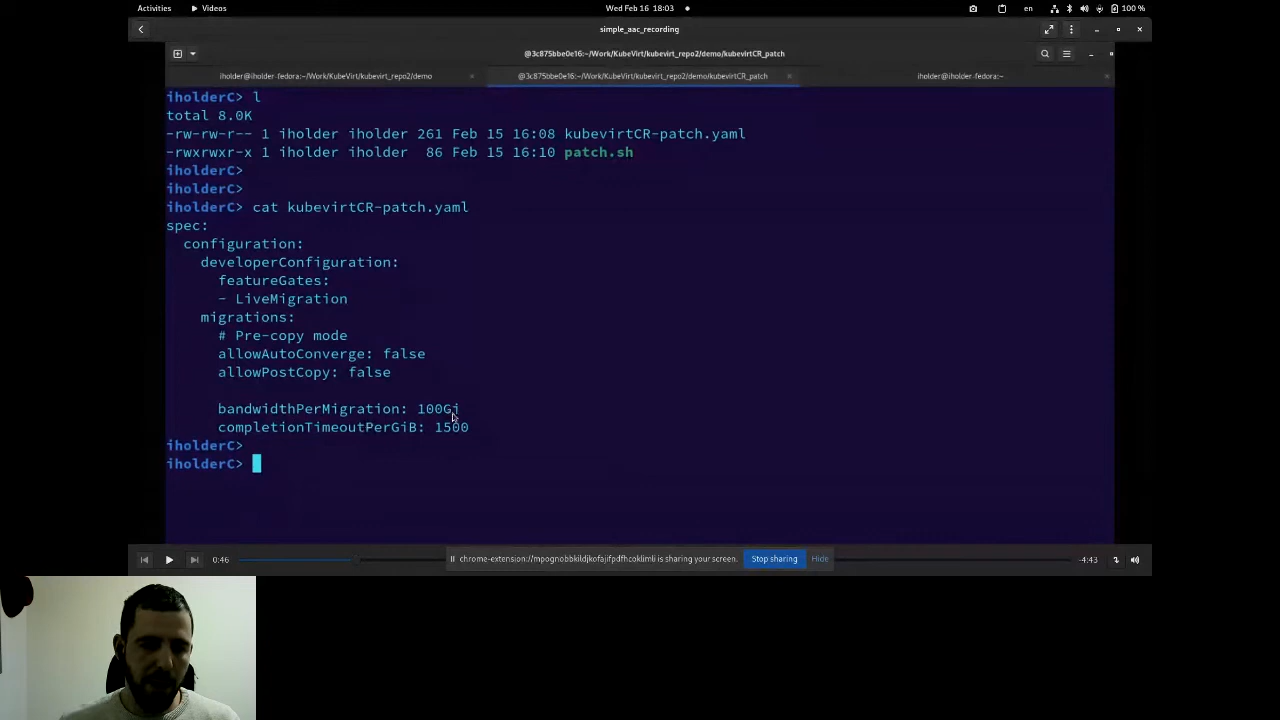 Activities Videos Wed Feb 16 18:03 en 100 %
simple_aac_recording
@3c875bbe0e16:~/Work/KubeVirt/kubevirt_repo2/demo/kubevirtCR_patch
iholder@iholder-fedora:~/Work/KubeVirt/kubevirt_repo2/demo @3c875bbe0e16:~/Work/KubeVirt/kubevirt_repo2/demo/kubevirtCR_patch iholder@iholder-fedora:~
iholderC> l
total 8.0K
-rw-rw-r-- 1 iholder iholder 261 Feb 15 16:08 kubevirtCR-patch.yaml
-rwxrwxr-x 1 iholder iholder  86 Feb 15 16:10 patch.sh
iholderC>
iholderC>
iholderC> cat kubevirtCR-patch.yaml
spec:
  configuration:
    developerConfiguration:
      featureGates:
      - LiveMigration
    migrations:
      # Pre-copy mode
      allowAutoConverge: false
      allowPostCopy: false
      bandwidthPerMigration: 100Gi
      completionTimeoutPerGiB: 1500
iholderC>
iholderC>
0:46 chrome-extension://mpognobbkildjkofajifpdfhcoklimli is sharing your screen. Stop sharing Hide -4:43